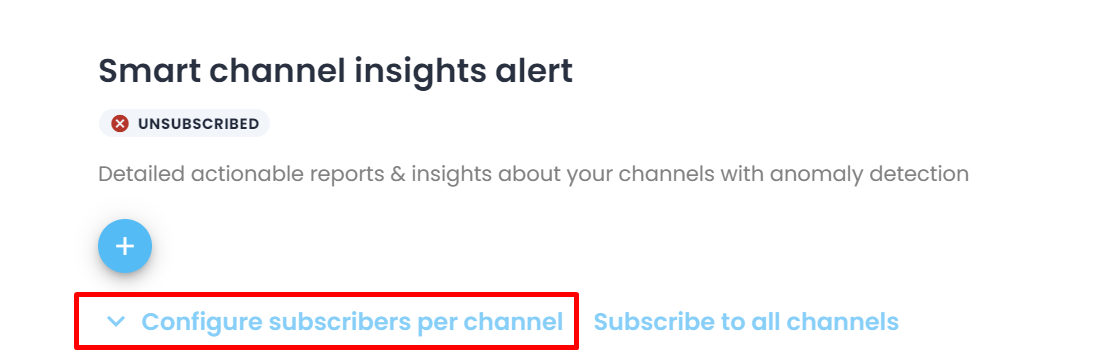 Smart channel insights alert
UNSUBSCRIBED
Detailed actionable reports & insights about your channels with anomaly detection
Configure subscribers per channel Subscribe to all channels